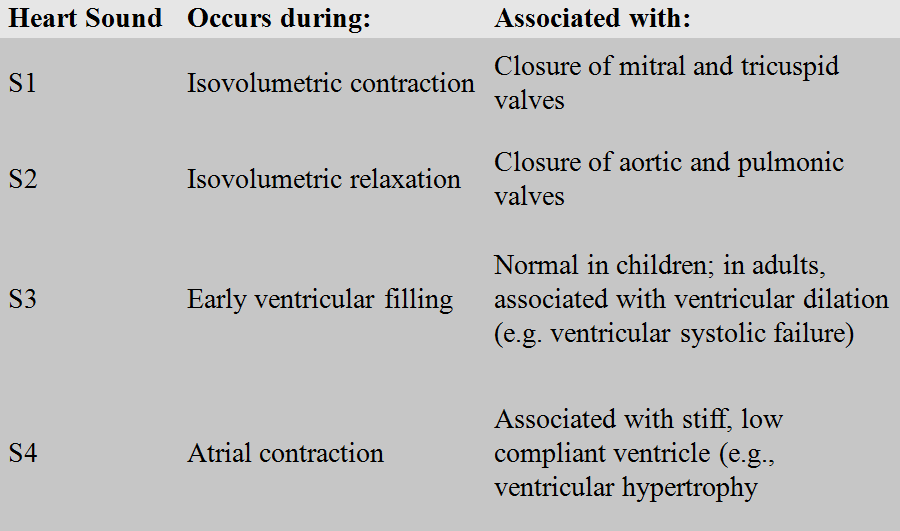 Heart Sound Occurs during: Associated with:
S1 Isovolumetric contraction Closure of mitral and tricuspid
valves
S2 Isovolumetric relaxation Closure of aortic and pulmonic
valves
S3 Early ventricular filling Normal in children; in adults,
associated with ventricular dilation
(e.g. ventricular systolic failure)
S4 Atrial contraction Associated with stiff, low
compliant ventricle (e.g.,
ventricular hypertrophy